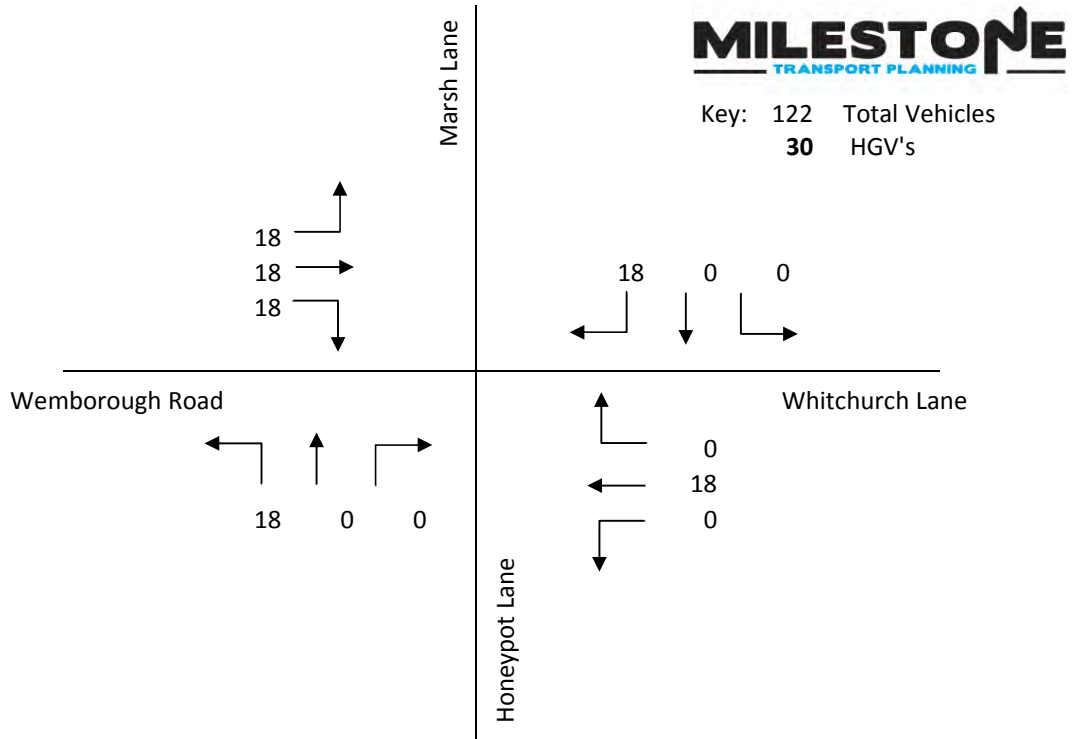 MILESTONE
TRANSPORT PLANNING
Key: 122 Total Vehicles
30 HGV's
Marsh Lane
18
18
18
18 0 0
Wemborough Road
Whitchurch Lane
0
18
0
18 0 0
Honeypot Lane